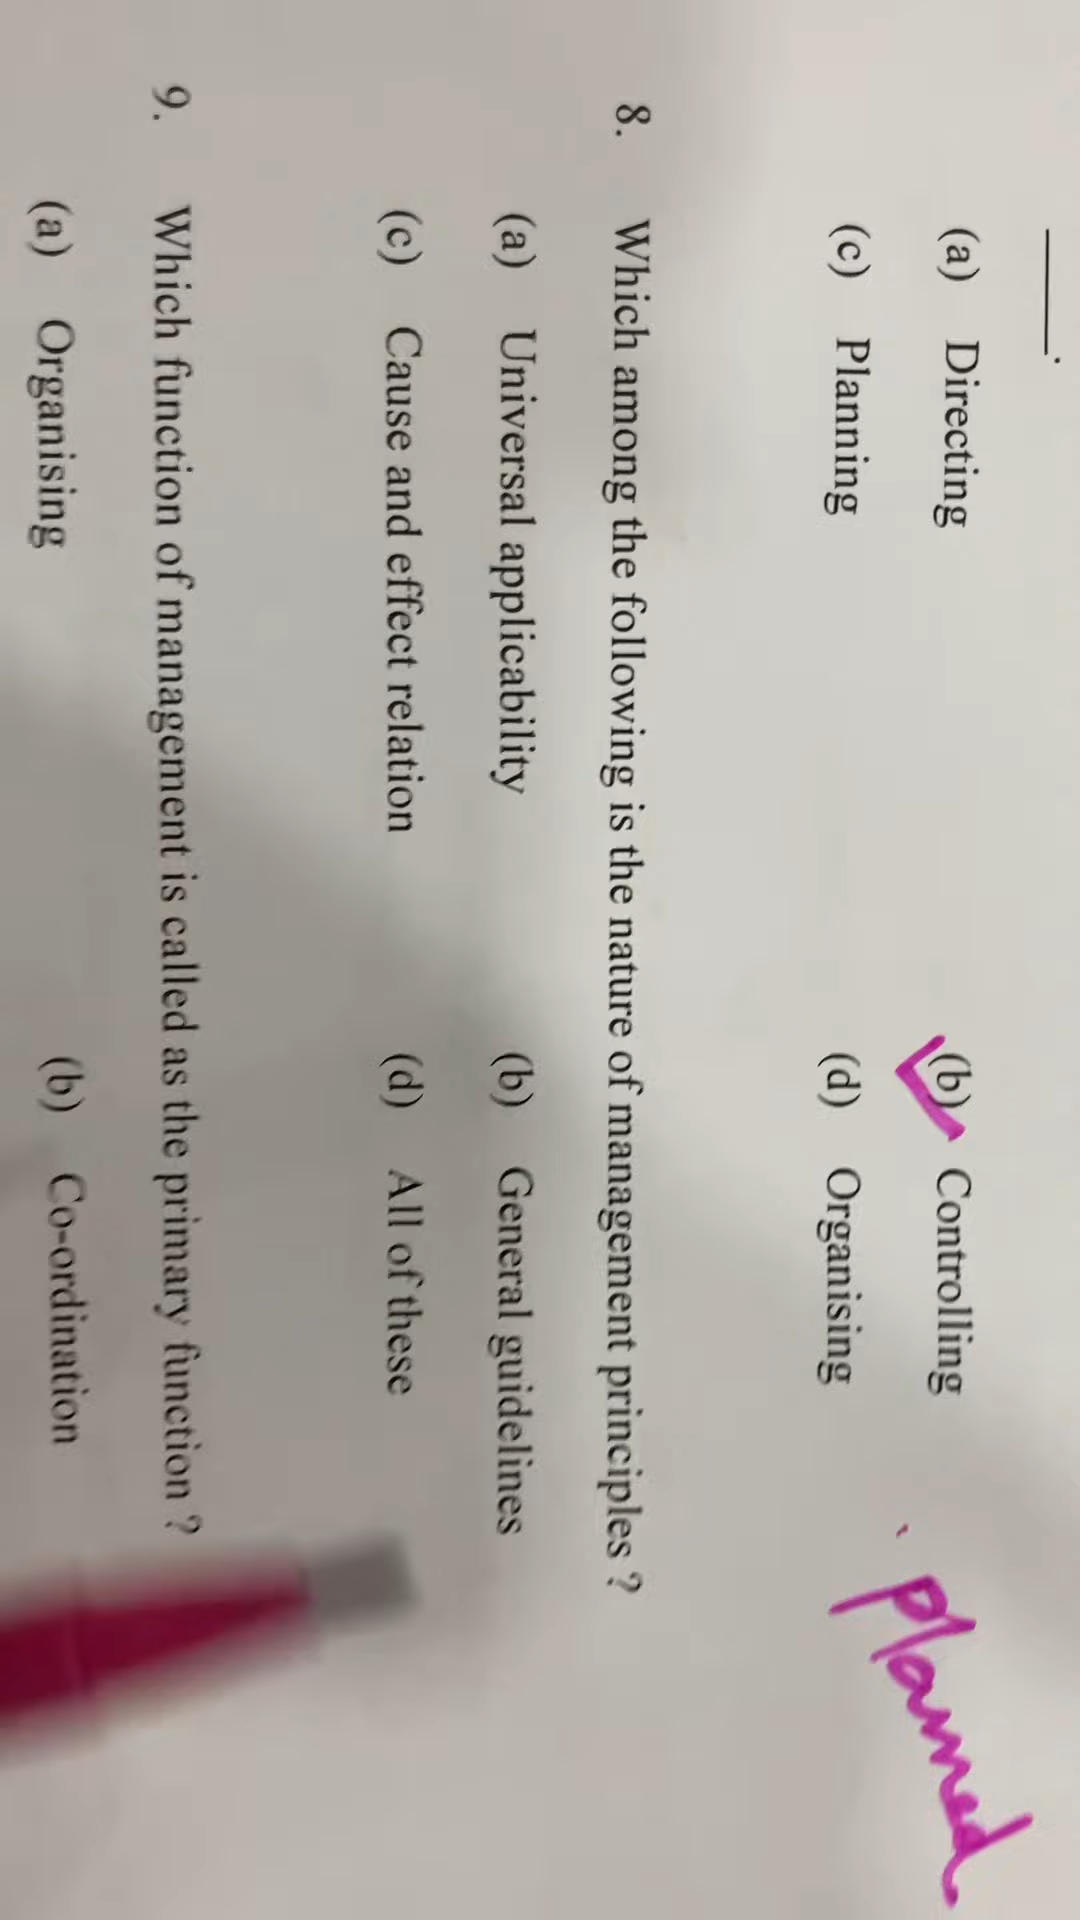 ______.
(a) Directing (b) Controlling
(c) Planning (d) Organising
Planned
8. Which among the following is the nature of management principles ?
(a) Universal applicability (b) General guidelines
(c) Cause and effect relation (d) All of these
9. Which function of management is called as the primary function ?
(a) Organising (b) Co-ordination